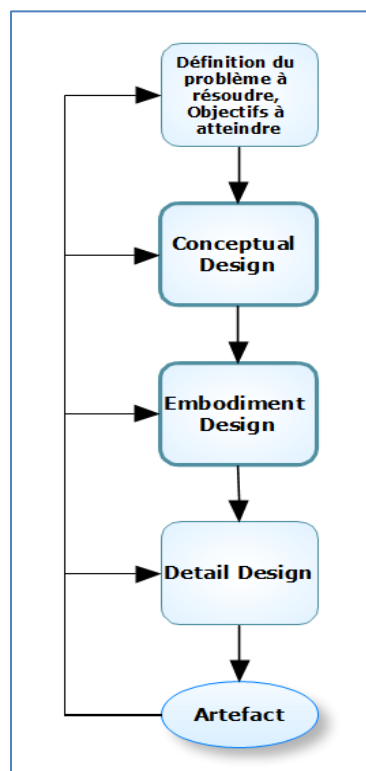 Définition du
problème à
résoudre,
Objectifs à
atteindre
Conceptual
Design
Embodiment
Design
Detail Design
Artefact